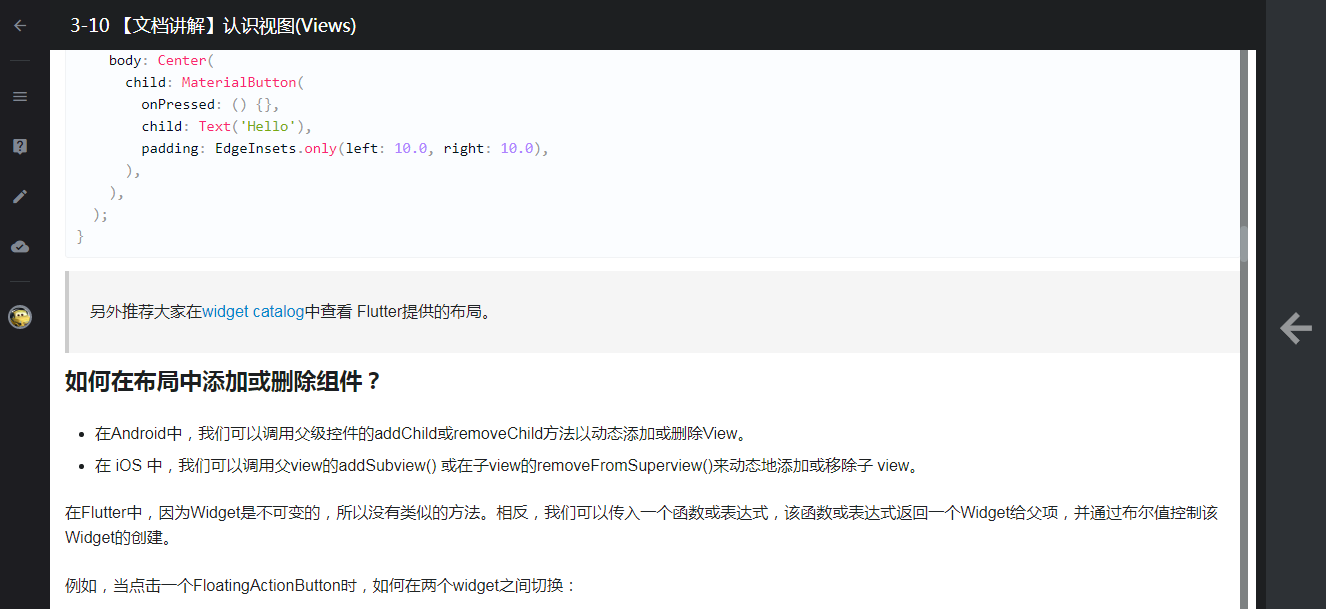 3-10 【文档讲解】认识视图(Views)
body: Center(
child: MaterialButton(
onPressed: () {},
child: Text('Hello'),
padding: EdgeInsets.only(left: 10.0, right: 10.0),
),
),
);
}
另外推荐大家在widget catalog中查看 Flutter提供的布局。
如何在布局中添加或删除组件？
• 在Android中，我们可以调用父级控件的addChild或removeChild方法以动态添加或删除View。
• 在 iOS 中，我们可以调用父view的addSubview() 或在子view的removeFromSuperview()来动态地添加或移除子 view。
在Flutter中，因为Widget是不可变的，所以没有类似的方法。相反，我们可以传入一个函数或表达式，该函数或表达式返回一个Widget给父项，并通过布尔值控制该
Widget的创建。
例如，当点击一个FloatingActionButton时，如何在两个widget之间切换：